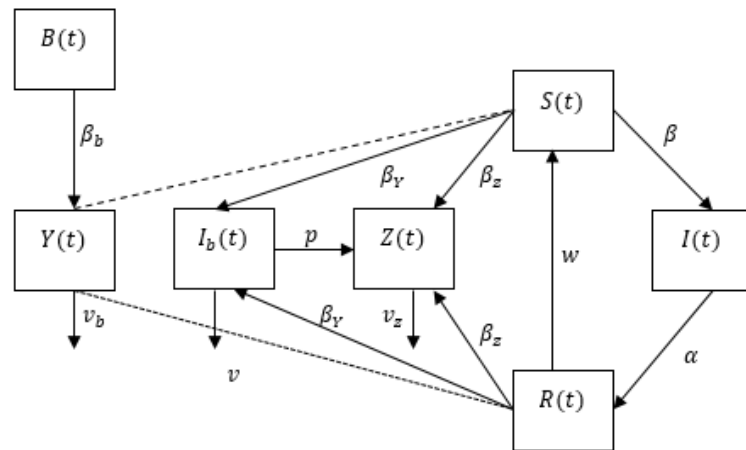 B(t)
S(t)
β_b
β
β_Y
β_z
Y(t)
I_b(t)
p
Z(t)
w
I(t)
v_b
v
β_Y
v_z
β_z
α
R(t)